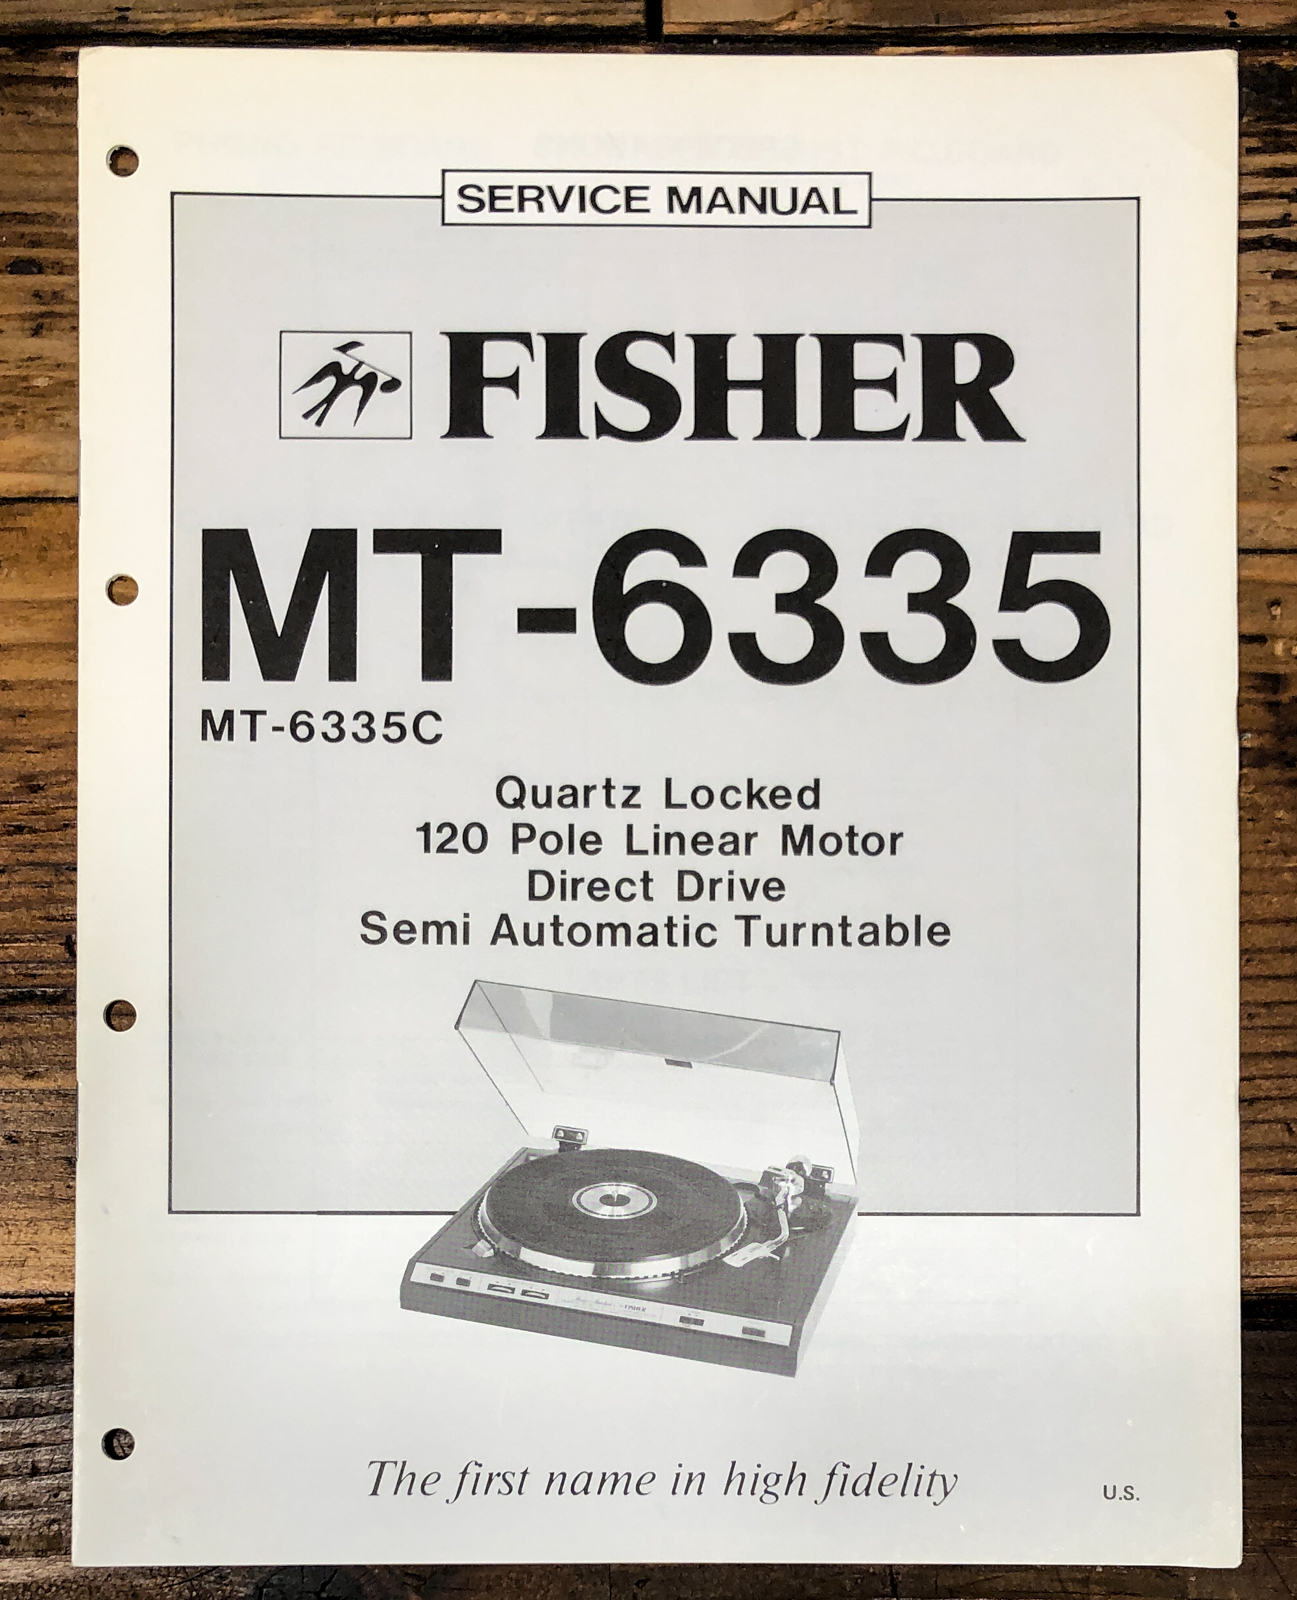 SERVICE MANUAL
FISHER
MT-6335
MT-6335C
Quartz Locked
120 Pole Linear Motor
Direct Drive
Semi Automatic Turntable
FISHER
The first name in high fidelity
U.S.